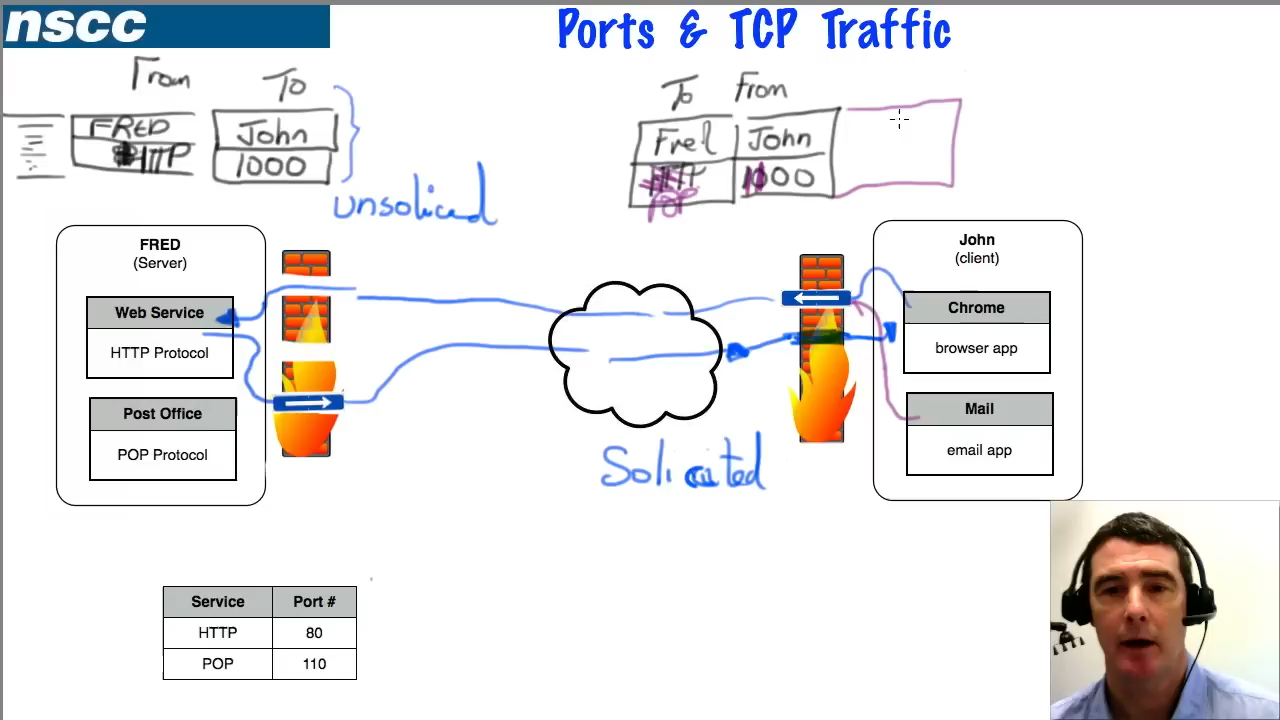 nscc
Ports & TCP Traffic
From To
FRED John
HTTP 1000
unsoliced
To From
Fred John
POP 1100
FRED
(Server)
Web Service
HTTP Protocol
Post Office
POP Protocol
John
(client)
Chrome
browser app
Mail
email app
Solicited
Service Port #
HTTP 80
POP 110